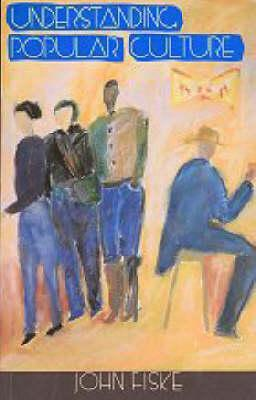 UNDERSTANDING
POPULAR CULTURE
JOHN FISKE